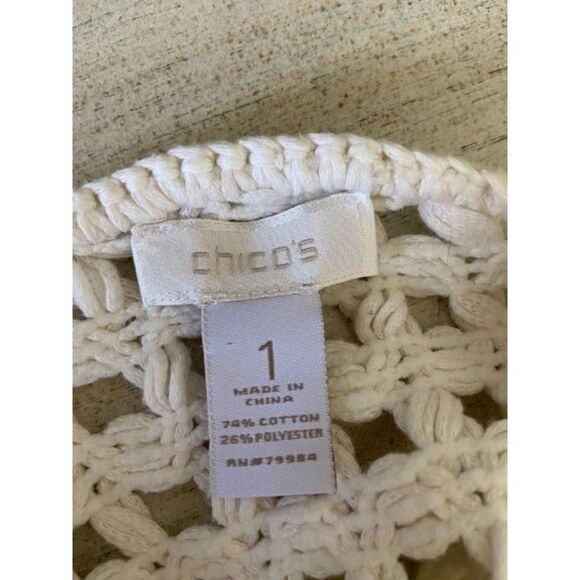 chico's
1
MADE IN
CHINA
74% COTTON
26% POLYESTER
RN#79984